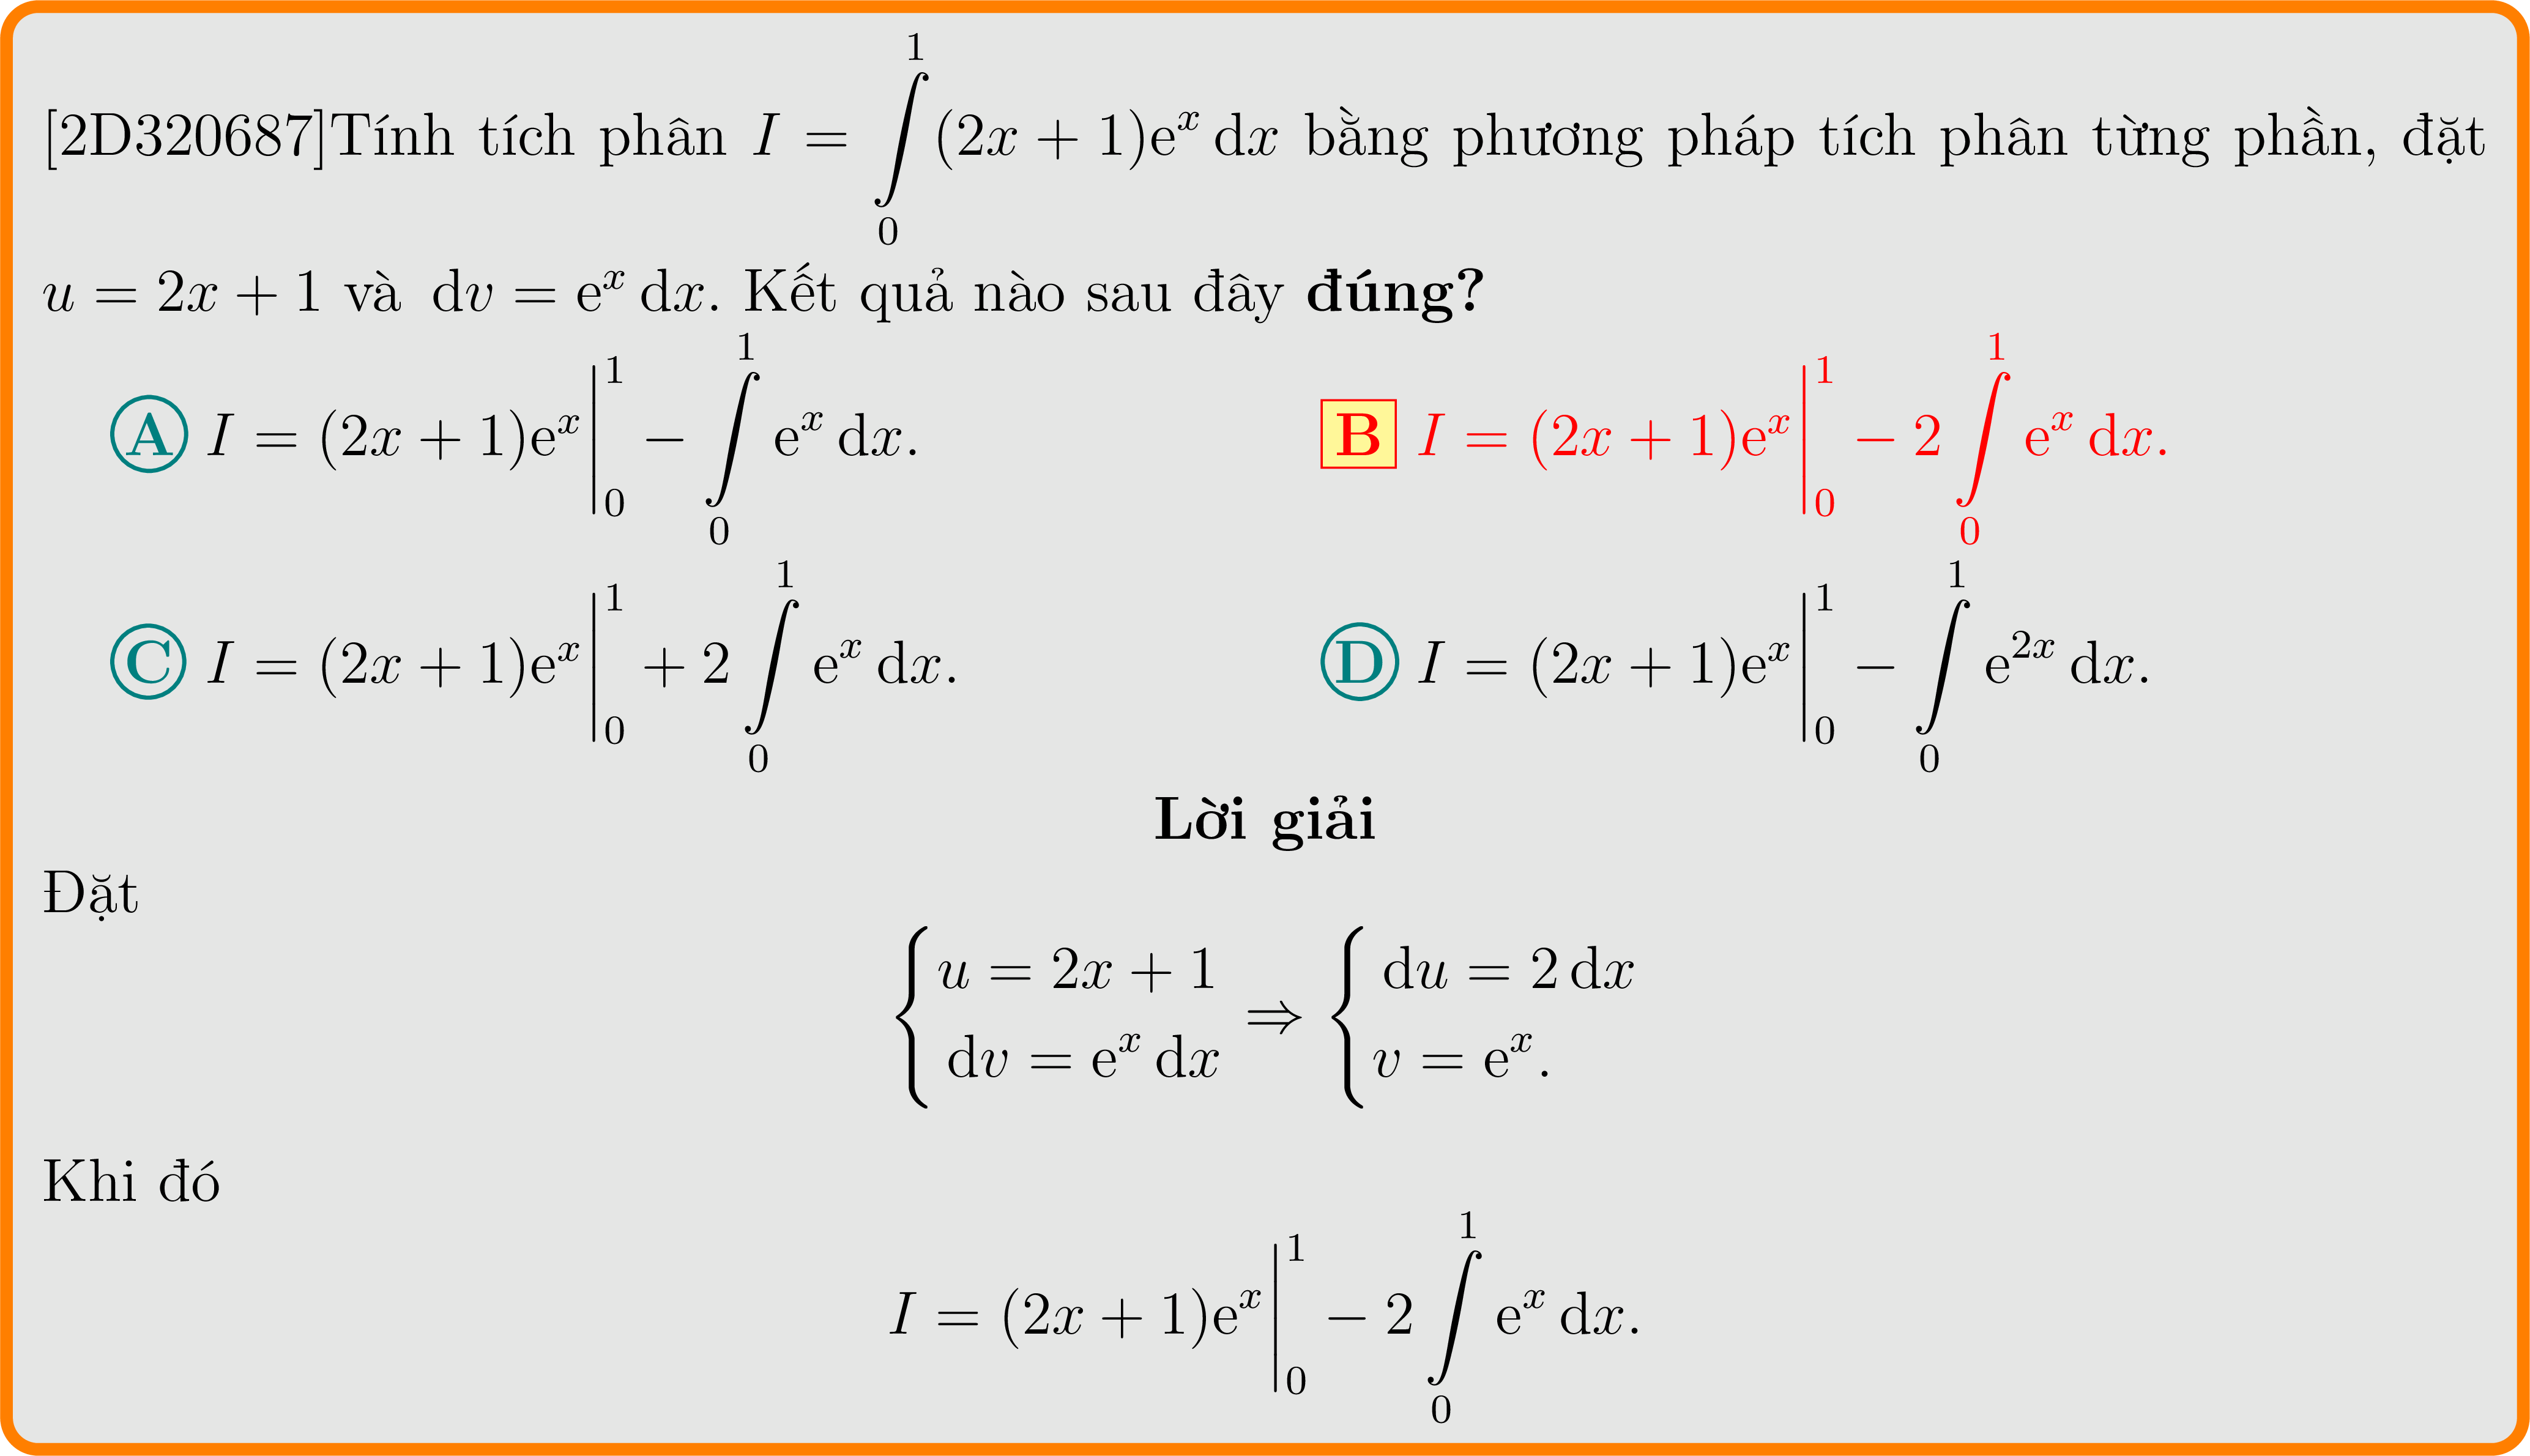 [2D320687]Tính tích phân $I = \int\limits_0^1 (2x + 1)\mathrm{e}^x \,\mathrm{d}x$ bằng phương pháp tích phân từng phần, đặt
$u = 2x + 1$ và $\mathrm{d}v = \mathrm{e}^x \,\mathrm{d}x$. Kết quả nào sau đây đúng?
A $I = (2x + 1)\mathrm{e}^x \Big|_0^1 - \int\limits_0^1 \mathrm{e}^x \,\mathrm{d}x.$ B $I = (2x + 1)\mathrm{e}^x \Big|_0^1 - 2\int\limits_0^1 \mathrm{e}^x \,\mathrm{d}x.$
C $I = (2x + 1)\mathrm{e}^x \Big|_0^1 + 2\int\limits_0^1 \mathrm{e}^x \,\mathrm{d}x.$ D $I = (2x + 1)\mathrm{e}^x \Big|_0^1 - \int\limits_0^1 \mathrm{e}^{2x} \,\mathrm{d}x.$
Lời giải
Đặt
$\begin{cases} u = 2x + 1 \\ \mathrm{d}v = \mathrm{e}^x \,\mathrm{d}x \end{cases} \Rightarrow \begin{cases} \mathrm{d}u = 2\,\mathrm{d}x \\ v = \mathrm{e}^x. \end{cases}$
Khi đó
$I = (2x + 1)\mathrm{e}^x \Big|_0^1 - 2\int\limits_0^1 \mathrm{e}^x \,\mathrm{d}x.$